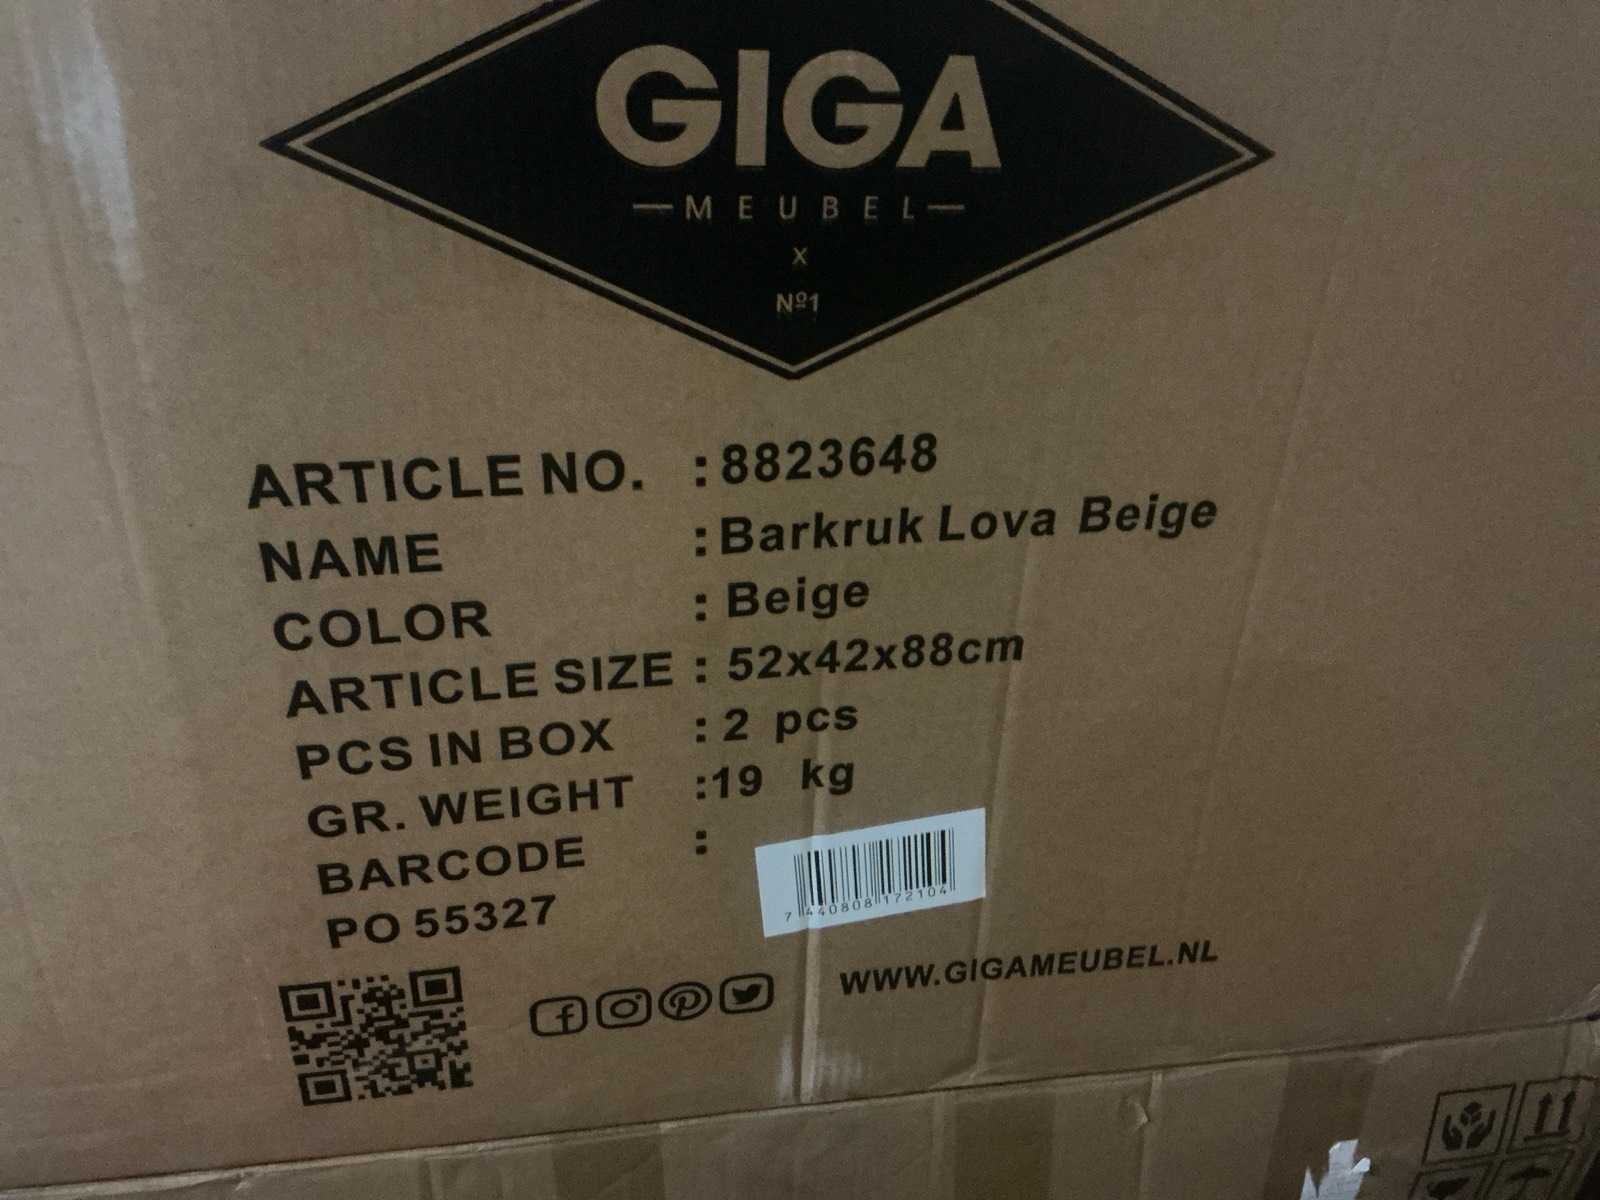 GIGA
MEUBEL
X
Nº1
ARTICLE NO. :8823648
NAME :Barkruk Lova Beige
COLOR : Beige
ARTICLE SIZE : 52x42x88cm
PCS IN BOX : 2 pcs
GR. WEIGHT :19 kg
BARCODE :
7 440808 172104
PO 55327
WWW.GIGAMEUBEL.NL